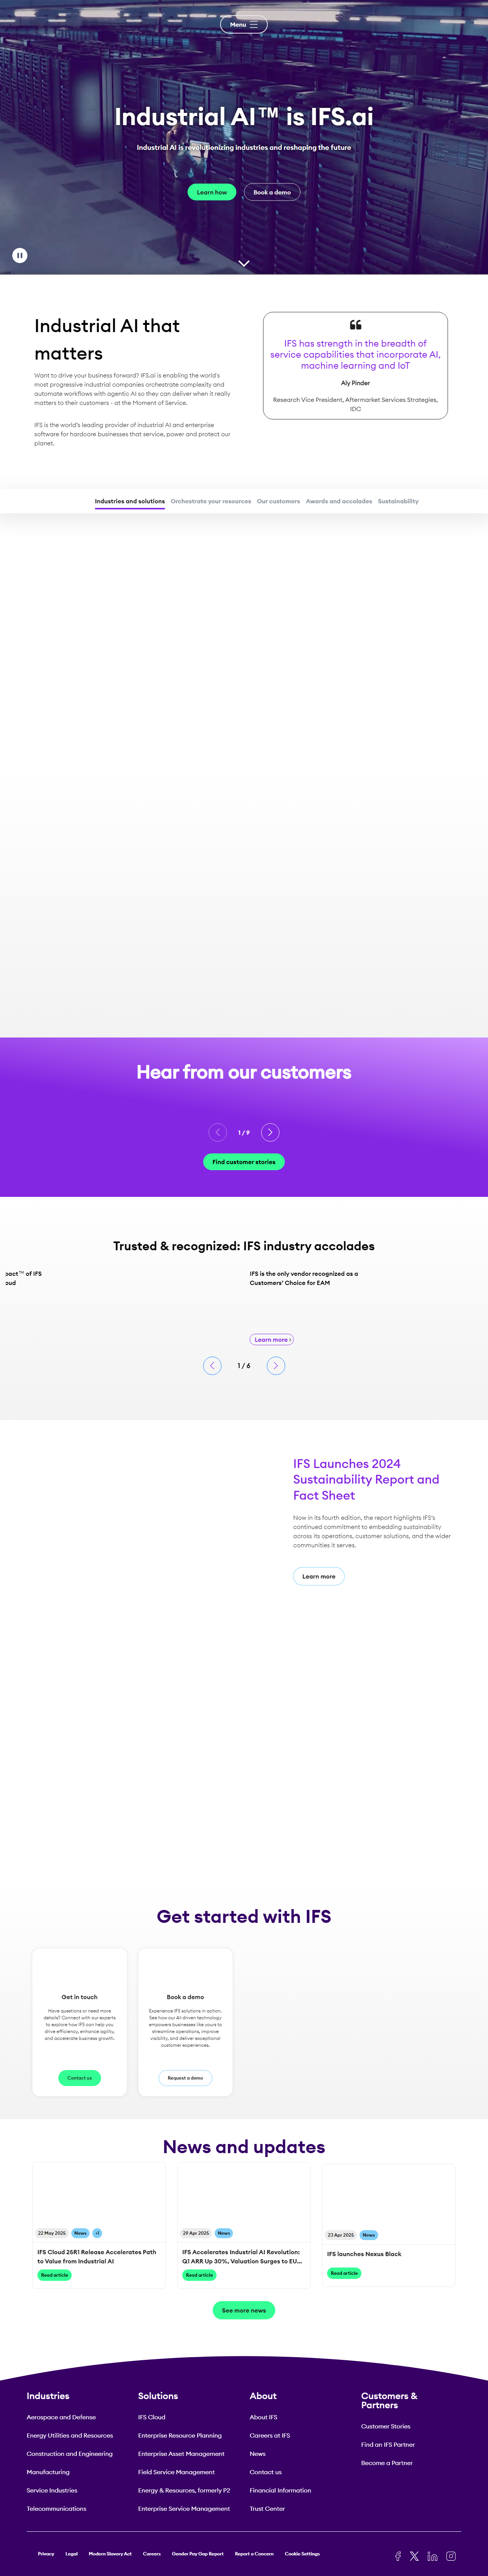 Menu
Industrial AI™ is IFS.ai
Industrial AI is revolutionizing industries and reshaping the future
Learn how
Book a demo
Industrial AI that
matters
Want to drive your business forward? IFS.ai is enabling the world's
most progressive industrial companies orchestrate complexity and
automate workflows with agentic AI so they can deliver when it really
matters to their customers - at the Moment of Service.
IFS is the world's leading provider of industrial AI and enterprise
software for hardcore businesses that service, power and protect our
planet.
IFS has strength in the breadth of
service capabilities that incorporate AI,
machine learning and IoT
Aly Pinder
Research Vice President, Aftermarket Services Strategies,
IDC
Industries and solutions
Orchestrate your resources
Our customers
Awards and accolades
Sustainability
Hear from our customers
1 / 9
Find customer stories
Trusted & recognized: IFS industry accolades
pact™ of IFS
oud
IFS is the only vendor recognized as a
Customers' Choice for EAM
Learn more ›
1 / 6
IFS Launches 2024
Sustainability Report and
Fact Sheet
Now in its fourth edition, the report highlights IFS's
continued commitment to embedding sustainability
across its operations, customer solutions, and the wider
communities it serves.
Learn more
Get started with IFS
Get in touch
Have questions or need more
details? Connect with our experts
to explore how IFS can help you
drive efficiency, enhance agility,
and accelerate business growth.
Contact us
Book a demo
Experience IFS solutions in action.
See how our AI-driven technology
empowers businesses like yours to
streamline operations, improve
visibility, and deliver exceptional
customer experiences.
Request a demo
News and updates
22 May 2025
News
+1
IFS Cloud 25R1 Release Accelerates Path
to Value from Industrial AI
Read article
29 Apr 2025
News
IFS Accelerates Industrial AI Revolution:
Q1 ARR Up 30%, Valuation Surges to EU...
Read article
23 Apr 2025
News
IFS launches Nexus Black
Read article
See more news
Industries
Aerospace and Defense
Energy Utilities and Resources
Construction and Engineering
Manufacturing
Service Industries
Telecommunications
Solutions
IFS Cloud
Enterprise Resource Planning
Enterprise Asset Management
Field Service Management
Energy & Resources, formerly P2
Enterprise Service Management
About
About IFS
Careers at IFS
News
Contact us
Financial Information
Trust Center
Customers &
Partners
Customer Stories
Find an IFS Partner
Become a Partner
Privacy
Legal
Modern Slavery Act
Careers
Gender Pay Gap Report
Report a Concern
Cookie Settings